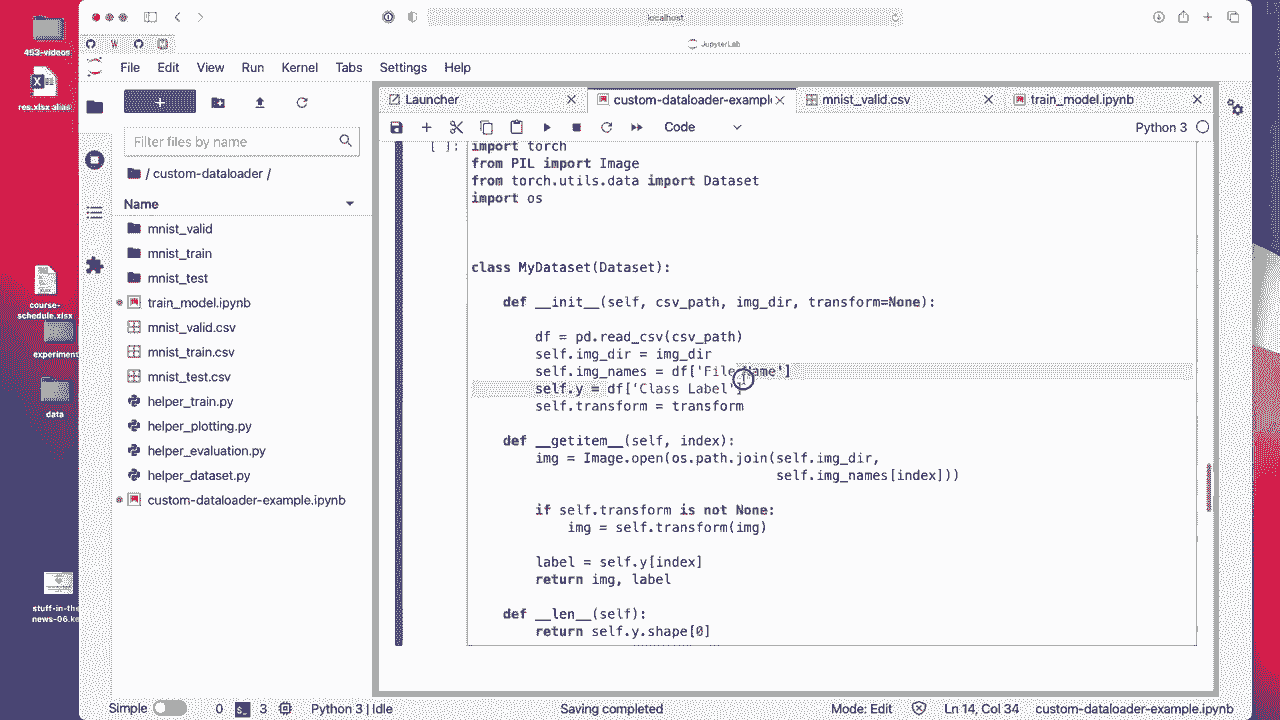 localhost
453-videos
JupyterLab
File Edit View Run Kernel Tabs Settings Help
res.xlsx alias
Launcher
custom-dataloader-example
mnist_valid.csv
train_model.ipynb
Filter files by name
Code
Python 3
/ custom-dataloader /
Name
mnist_valid
mnist_train
mnist_test
train_model.ipynb
mnist_valid.csv
mnist_train.csv
mnist_test.csv
helper_train.py
helper_plotting.py
helper_evaluation.py
helper_dataset.py
custom-dataloader-example.ipynb
course-
schedule.xlsx
experiment
data
stuff-in-the
news-06.ke
[ ]:
import torch
from PIL import Image
from torch.utils.data import Dataset
import os
class MyDataset(Dataset):
def __init__(self, csv_path, img_dir, transform=None):
df = pd.read_csv(csv_path)
self.img_dir = img_dir
self.img_names = df['File Name']
self.y = df['Class Label']
self.transform = transform
def __getitem__(self, index):
img = Image.open(os.path.join(self.img_dir,
self.img_names[index]))
if self.transform is not None:
img = self.transform(img)
label = self.y[index]
return img, label
def __len__(self):
return self.y.shape[0]
Simple 0 3 Python 3 | Idle Saving completed Mode: Edit Ln 14, Col 34 custom-dataloader-example.ipynb